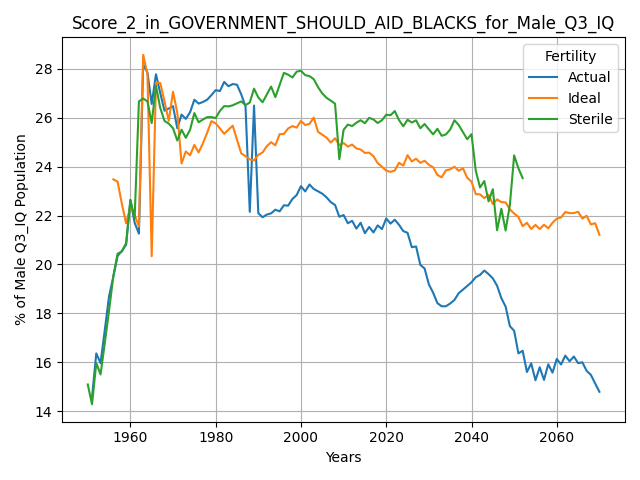 Score_2_in_GOVERNMENT_SHOULD_AID_BLACKS_for_Male_Q3_IQ
% of Male Q3_IQ Population
28
26
24
22
20
18
16
14
Fertility
Actual
Ideal
Sterile
1960
1980
2000
2020
2040
2060
Years